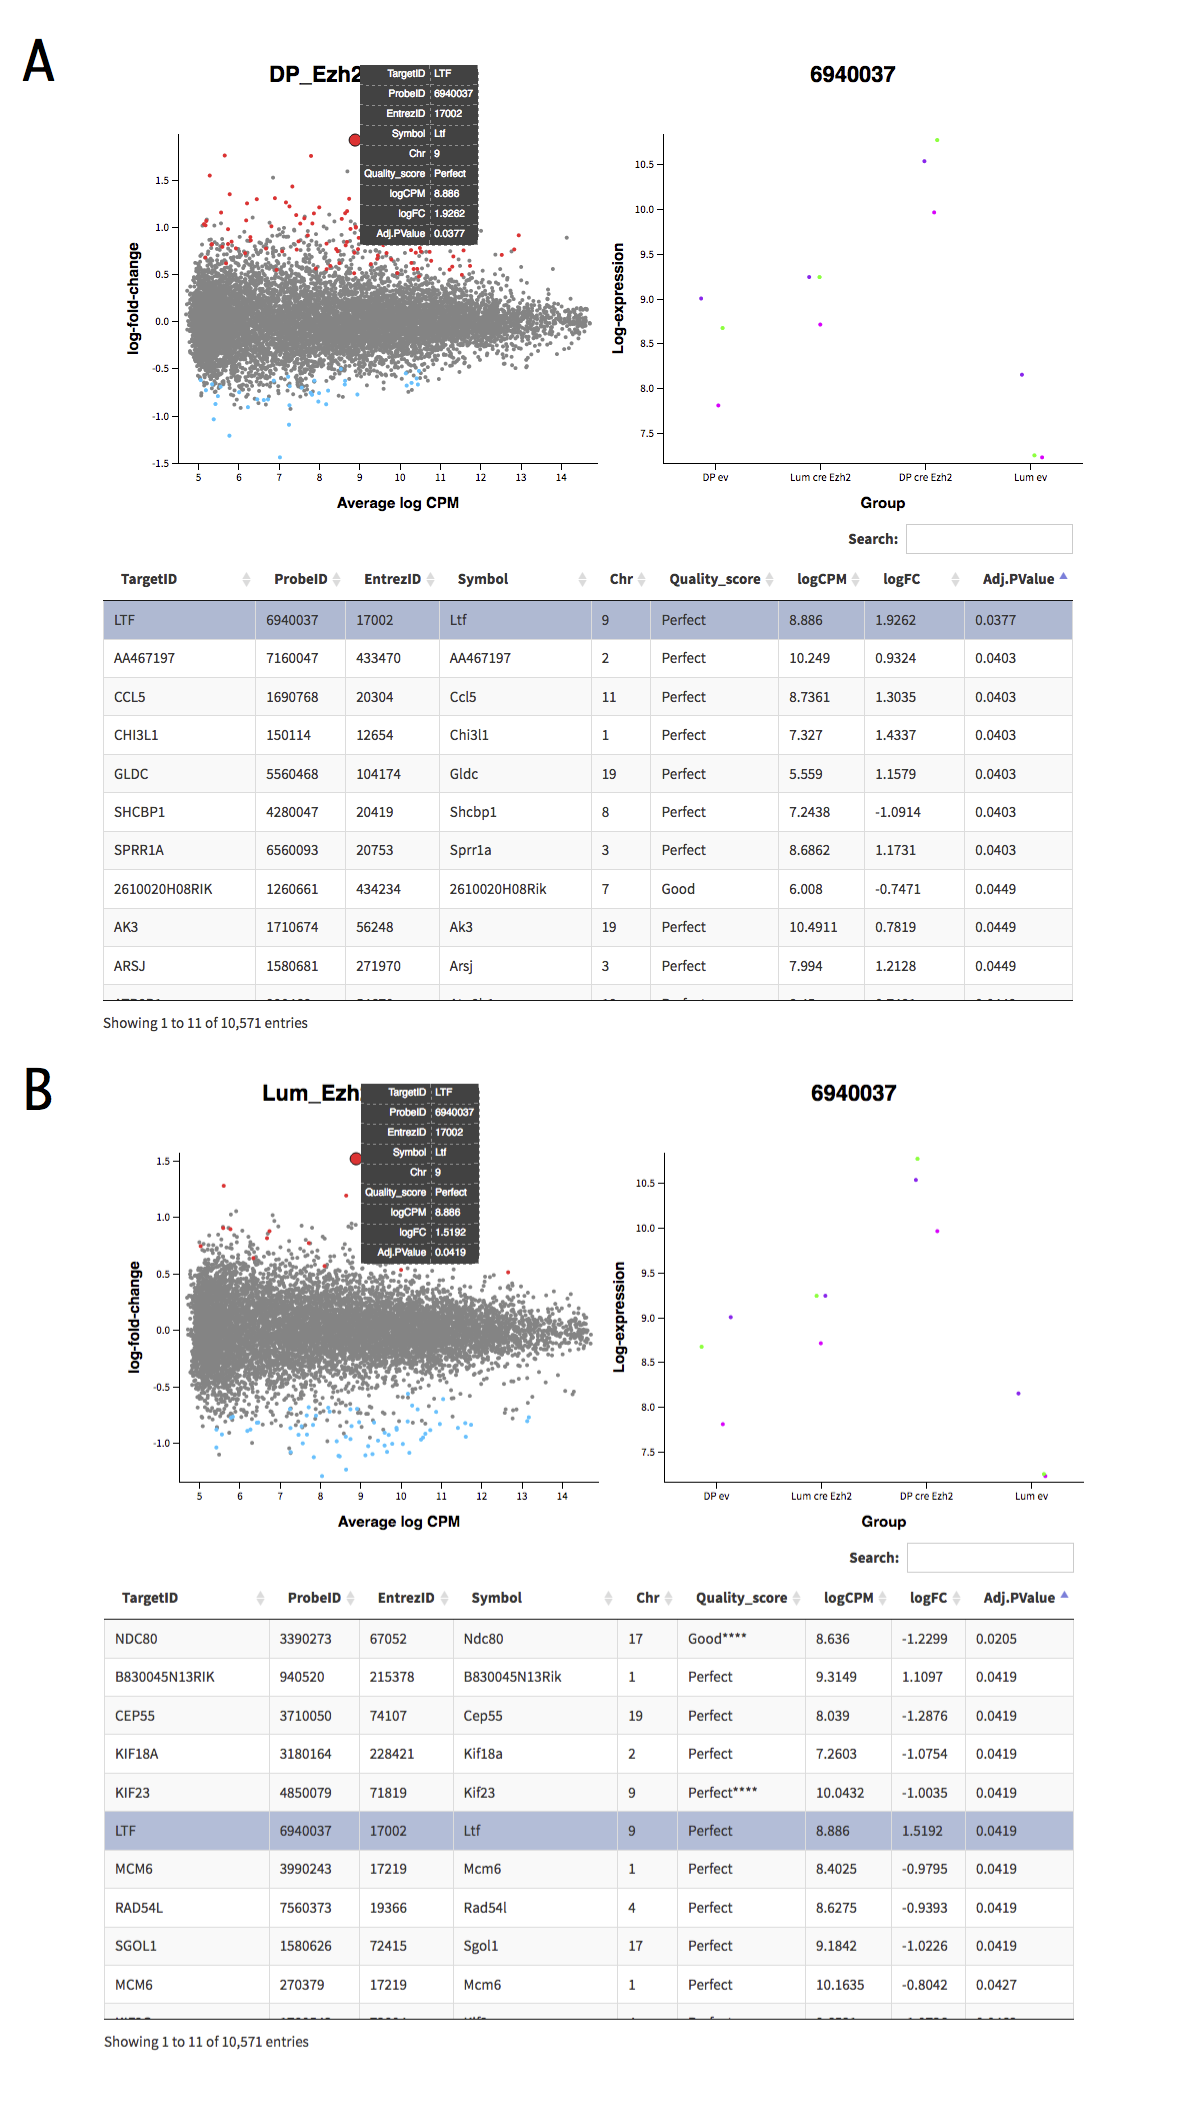 A
DP_Ezh2
TargetID LTF
ProbeID 6940037
EntrezID 17002
Symbol Ltf
Chr 9
Quality_score Perfect
logCPM 8.886
logFC 1.9262
Adj.PValue 0.0377
6940037
log-fold-change
1.5
1.0
0.5
0.0
-0.5
-1.0
-1.5
5 6 7 8 9 10 11 12 13 14
Average log CPM
Log-expression
10.5
10.0
9.5
9.0
8.5
8.0
7.5
DP ev Lum cre Ezh2 DP cre Ezh2 Lum ev
Group
Search:
TargetID ProbeID EntrezID Symbol Chr Quality_score logCPM logFC Adj.PValue
LTF 6940037 17002 Ltf 9 Perfect 8.886 1.9262 0.0377
AA467197 7160047 433470 AA467197 2 Perfect 10.249 0.9324 0.0403
CCL5 1690768 20304 Ccl5 11 Perfect 8.7361 1.3035 0.0403
CHI3L1 150114 12654 Chi3l1 1 Perfect 7.327 1.4337 0.0403
GLDC 5560468 104174 Gldc 19 Perfect 5.559 1.1579 0.0403
SHCBP1 4280047 20419 Shcbp1 8 Perfect 7.2438 -1.0914 0.0403
SPRR1A 6560093 20753 Sprr1a 3 Perfect 8.6862 1.1731 0.0403
2610020H08RIK 1260661 434234 2610020H08Rik 7 Good 6.008 -0.7471 0.0449
AK3 1710674 56248 Ak3 19 Perfect 10.4911 0.7819 0.0449
ARSJ 1580681 271970 Arsj 3 Perfect 7.994 1.2128 0.0449
Showing 1 to 11 of 10,571 entries
B
Lum_Ezh
TargetID LTF
ProbeID 6940037
EntrezID 17002
Symbol Ltf
Chr 9
Quality_score Perfect
logCPM 8.886
logFC 1.5192
Adj.PValue 0.0419
6940037
log-fold-change
1.5
1.0
0.5
0.0
-0.5
-1.0
5 6 7 8 9 10 11 12 13 14
Average log CPM
Log-expression
10.5
10.0
9.5
9.0
8.5
8.0
7.5
DP ev Lum cre Ezh2 DP cre Ezh2 Lum ev
Group
Search:
TargetID ProbeID EntrezID Symbol Chr Quality_score logCPM logFC Adj.PValue
NDC80 3390273 67052 Ndc80 17 Good**** 8.636 -1.2299 0.0205
B830045N13RIK 940520 215378 B830045N13Rik 1 Perfect 9.3149 1.1097 0.0419
CEP55 3710050 74107 Cep55 19 Perfect 8.039 -1.2876 0.0419
KIF18A 3180164 228421 Kif18a 2 Perfect 7.2603 -1.0754 0.0419
KIF23 4850079 71819 Kif23 9 Perfect**** 10.0432 -1.0035 0.0419
LTF 6940037 17002 Ltf 9 Perfect 8.886 1.5192 0.0419
MCM6 3990243 17219 Mcm6 1 Perfect 8.4025 -0.9795 0.0419
RAD54L 7560373 19366 Rad54l 4 Perfect 8.6275 -0.9393 0.0419
SGOL1 1580626 72415 Sgol1 17 Perfect 9.1842 -1.0226 0.0419
MCM6 270379 17219 Mcm6 1 Perfect 10.1635 -0.8042 0.0427
Showing 1 to 11 of 10,571 entries